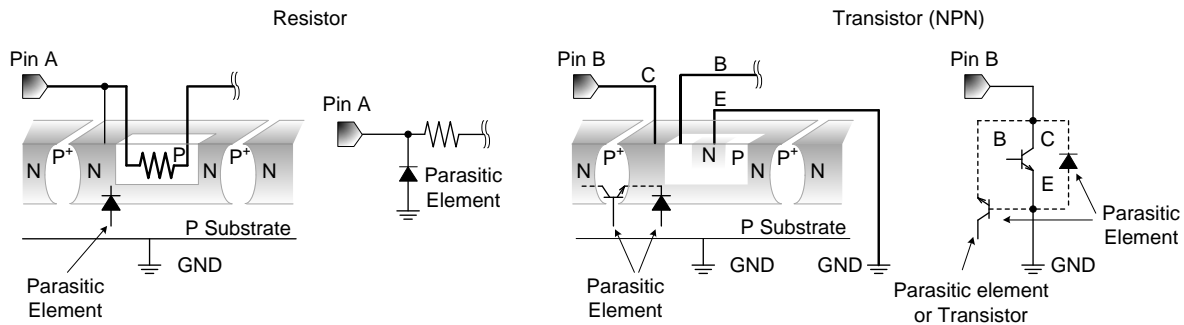 Resistor
Transistor (NPN)
Pin A
N
P+
N
P
N
P+
N
Parasitic
Element
P Substrate
GND
Pin A
Parasitic
Element
Pin B
C
B
E
N
P+
N
N
P
N
P+
N
P Substrate
GND
GND
Parasitic
Element
Pin B
B
C
E
GND
Parasitic
Element
Parasitic element
or Transistor